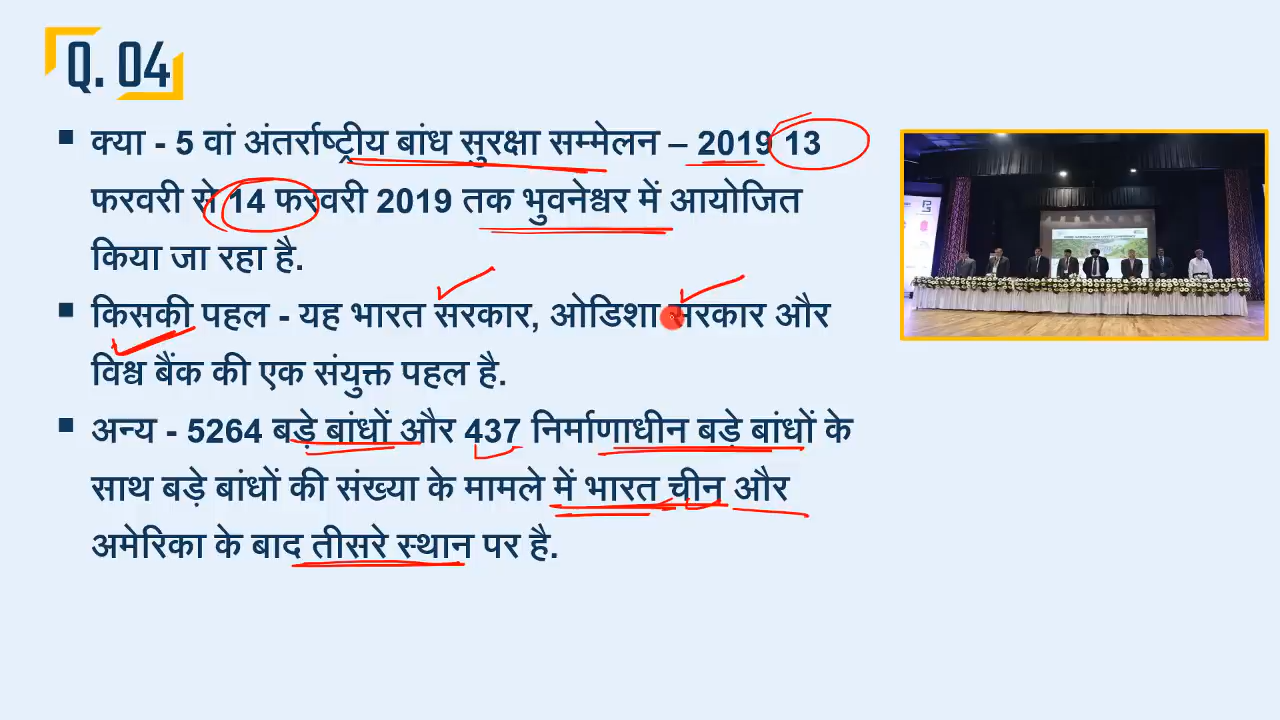 Q. 04
क्या - 5 वां अंतर्राष्ट्रीय बांध सुरक्षा सम्मेलन – 2019 13
फरवरी से 14 फरवरी 2019 तक भुवनेश्वर में आयोजित
किया जा रहा है.
किसकी पहल - यह भारत सरकार, ओडिशा सरकार और
विश्व बैंक की एक संयुक्त पहल है.
अन्य - 5264 बड़े बांधों और 437 निर्माणाधीन बड़े बांधों के
साथ बड़े बांधों की संख्या के मामले में भारत चीन और
अमेरिका के बाद तीसरे स्थान पर है.